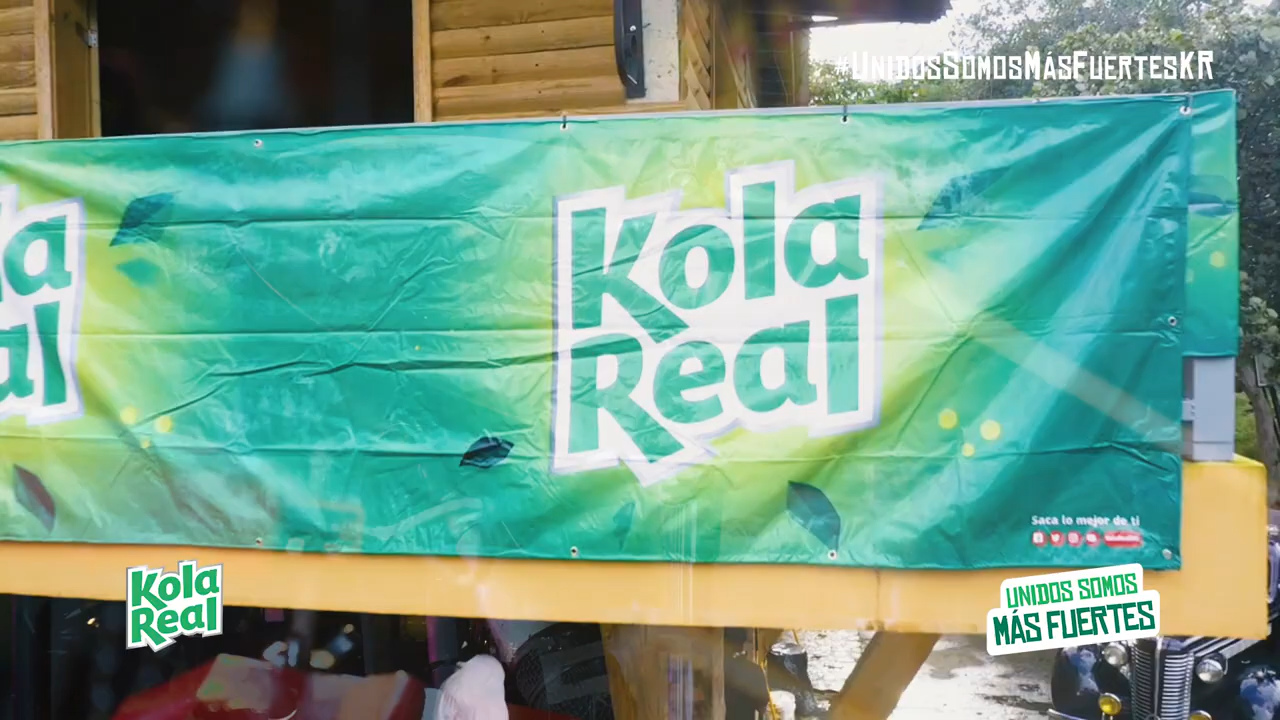 #UnidosSomosMásFuertesKR
la
al
Kola
Real
Saca lo mejor de ti
Kola
Real
UNIDOS SOMOS
MÁS FUERTES